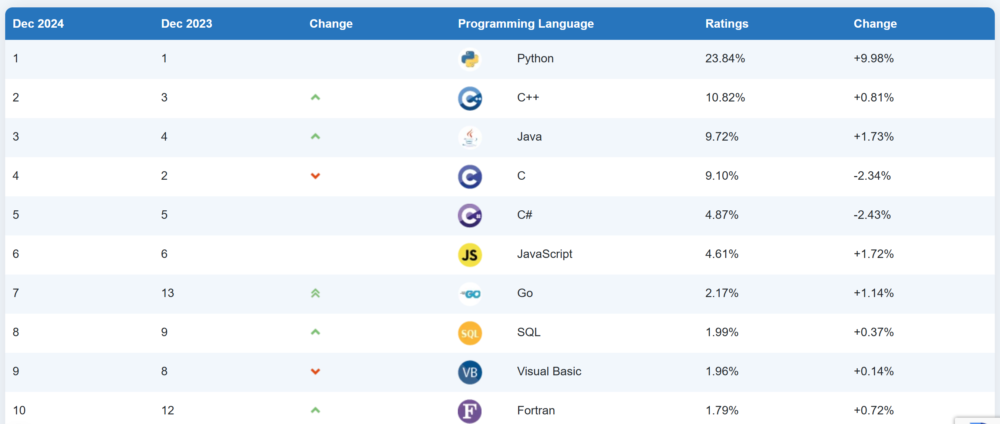 Dec 2024 Dec 2023 Change Programming Language Ratings Change
1 1 Python 23.84% +9.98%
2 3 C++ C++ 10.82% +0.81%
3 4 Java 9.72% +1.73%
4 2 C C 9.10% -2.34%
5 5 C# C# 4.87% -2.43%
6 6 JS JavaScript 4.61% +1.72%
7 13 GO Go 2.17% +1.14%
8 9 SQL SQL 1.99% +0.37%
9 8 VB Visual Basic 1.96% +0.14%
10 12 F Fortran 1.79% +0.72%